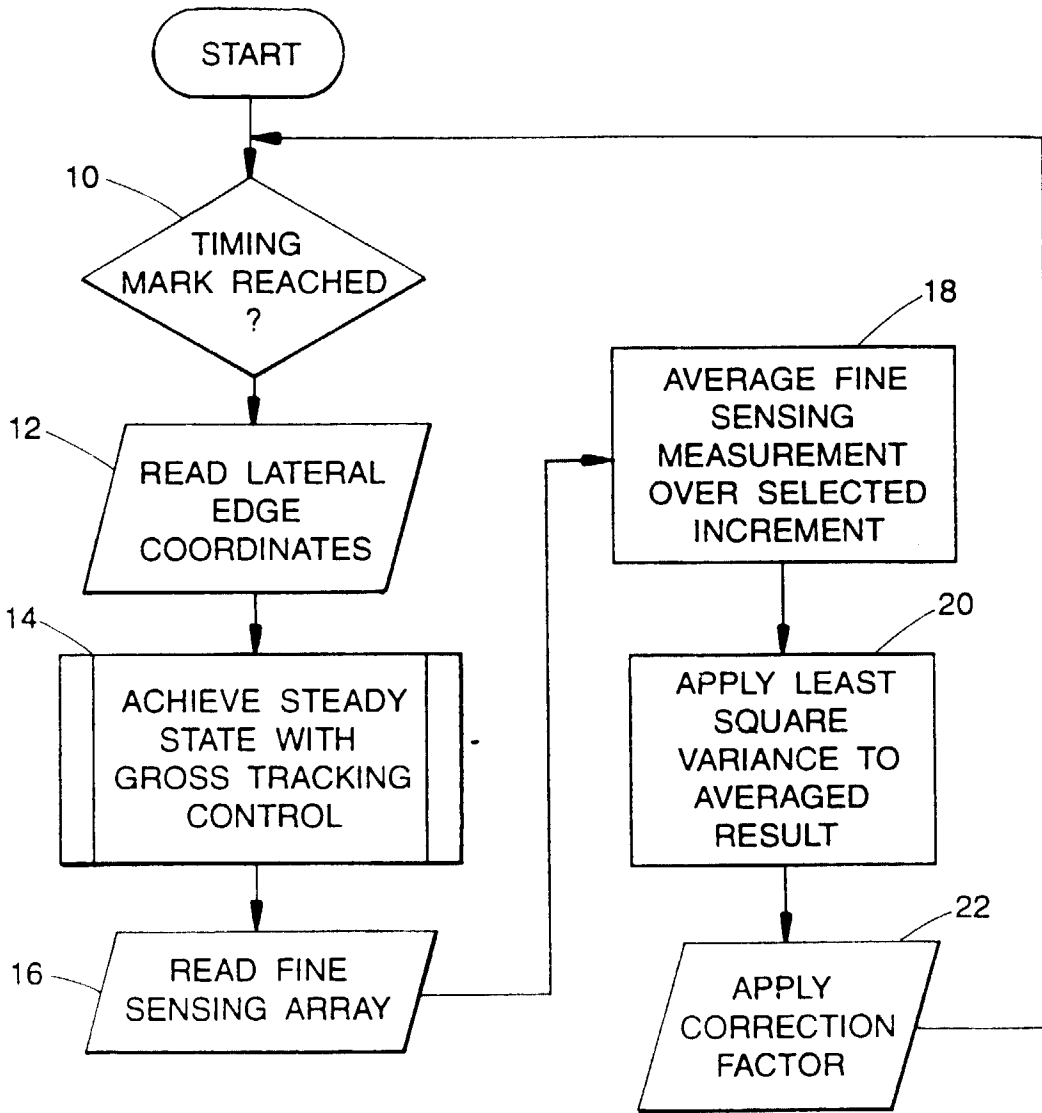 START
10
TIMING
MARK REACHED
?
12
READ LATERAL
EDGE
COORDINATES
14
ACHIEVE STEADY
STATE WITH
GROSS TRACKING
CONTROL
16
READ FINE
SENSING ARRAY
18
AVERAGE FINE
SENSING
MEASUREMENT
OVER SELECTED
INCREMENT
20
APPLY LEAST
SQUARE
VARIANCE TO
AVERAGED
RESULT
22
APPLY
CORRECTION
FACTOR